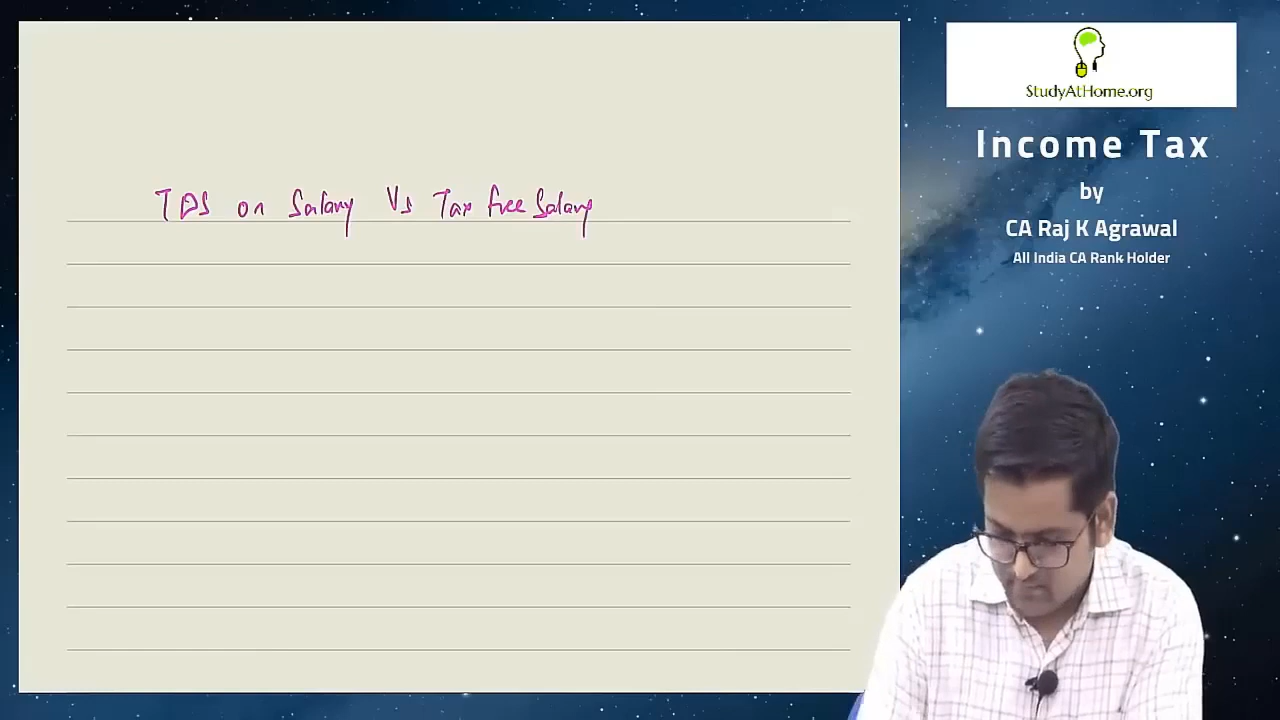 TDS on Salary Vs Tax free Salary
StudyAtHome.org
Income Tax
by
CA Raj K Agrawal
All India CA Rank Holder